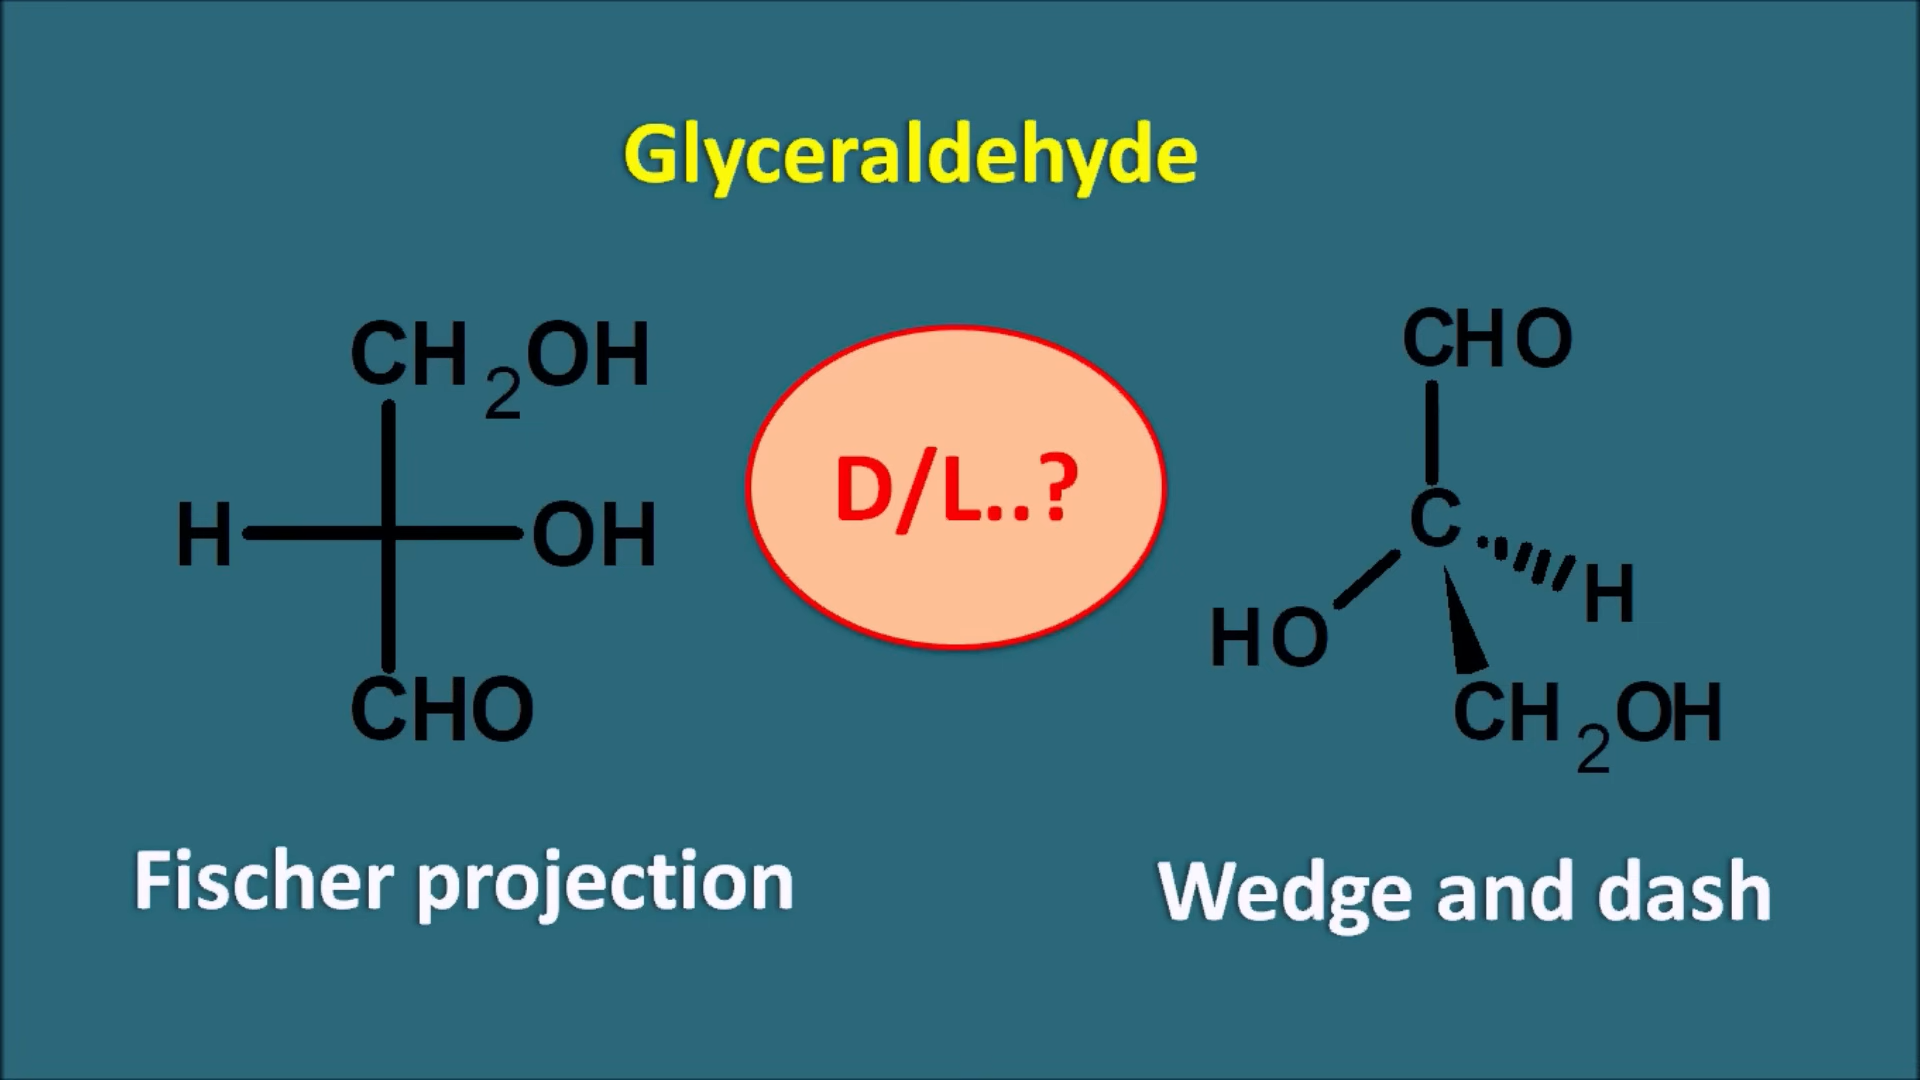 Glyceraldehyde
CH2OH
H OH
CHO
D/L..?
CHO
C
H
HO
CH2OH
Fischer projection
Wedge and dash